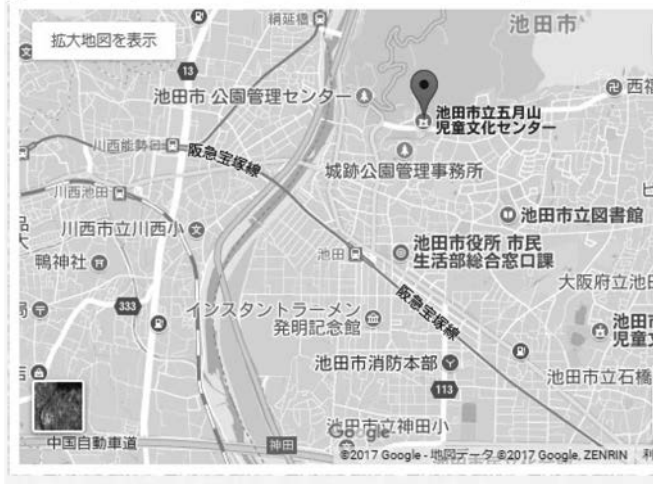 絹延橋
池田市
拡大地図を表示
13
池田市 公園管理センター
西福
池田市立五月山
児童文化センター
川西能勢口
阪急宝塚線
城跡公園管理事務所
川西池田
池田市立図書館
川西市立川西小
池田
池田市役所 市民
生活部総合窓口課
鴨神社
大阪府立池田
333
インスタントラーメン
発明記念館
阪急宝塚線
池田市
児童文
池田市消防本部
113
池田市立石橋
池田市立神田小
Google
中国自動車道
神田
©2017 Google - 地図データ ©2017 Google, ZENRIN
利